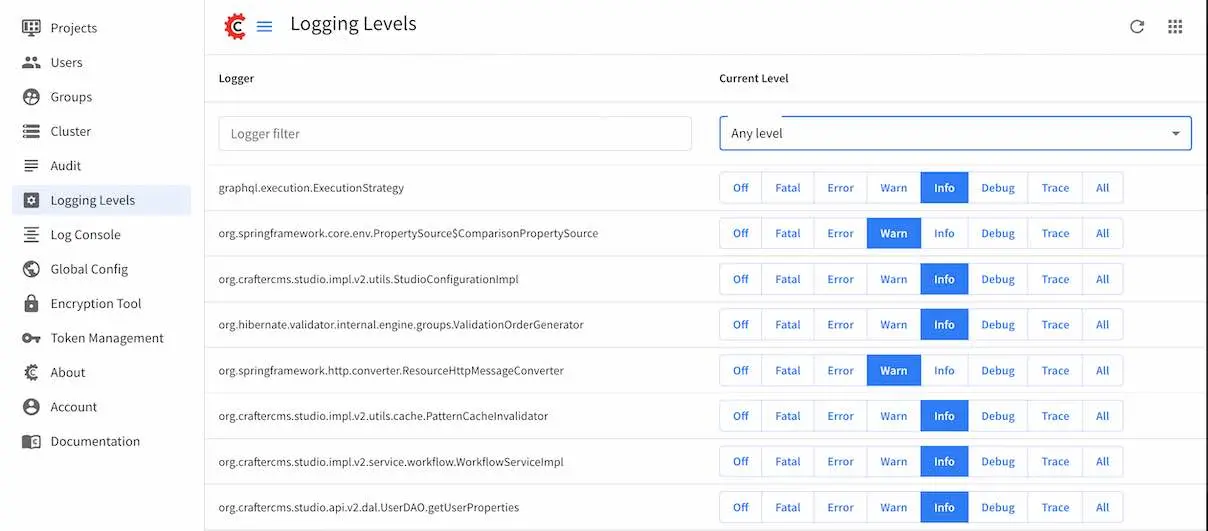 Projects
Users
Groups
Cluster
Audit
Logging Levels
Log Console
Global Config
Encryption Tool
Token Management
About
Account
Documentation
C
Logging Levels
Logger Current Level
Logger filter Any level
graphql.execution.ExecutionStrategy Off Fatal Error Warn Info Debug Trace All
org.springframework.core.env.PropertySource$ComparisonPropertySource Off Fatal Error Warn Info Debug Trace All
org.craftercms.studio.impl.v2.utils.StudioConfigurationImpl Off Fatal Error Warn Info Debug Trace All
org.hibernate.validator.internal.engine.groups.ValidationOrderGenerator Off Fatal Error Warn Info Debug Trace All
org.springframework.http.converter.ResourceHttpMessageConverter Off Fatal Error Warn Info Debug Trace All
org.craftercms.studio.impl.v2.utils.cache.PatternCacheInvalidator Off Fatal Error Warn Info Debug Trace All
org.craftercms.studio.impl.v2.service.workflow.WorkflowServiceImpl Off Fatal Error Warn Info Debug Trace All
org.craftercms.studio.api.v2.dal.UserDAO.getUserProperties Off Fatal Error Warn Info Debug Trace All